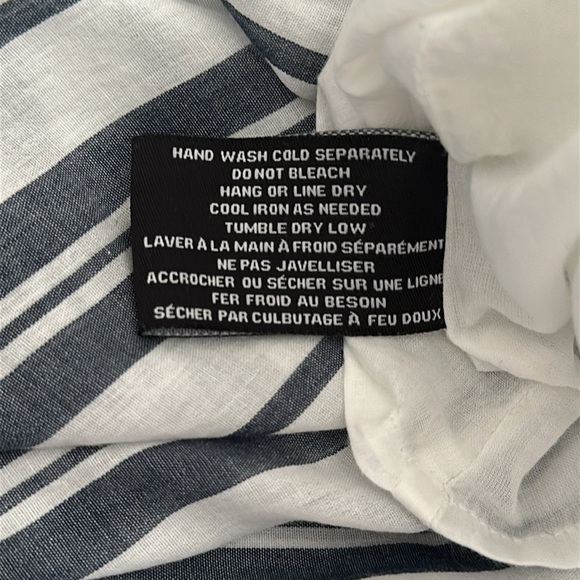 HAND WASH COLD SEPARATELY
DO NOT BLEACH
HANG OR LINE DRY
COOL IRON AS NEEDED
TUMBLE DRY LOW
LAVER À LA MAIN À FROID SÉPARÉMENT
NE PAS JAVELLISER
ACCROCHER OU SÉCHER SUR UNE LIGNE
FER FROID AU BESOIN
SÉCHER PAR CULBUTAGE À FEU DOUX